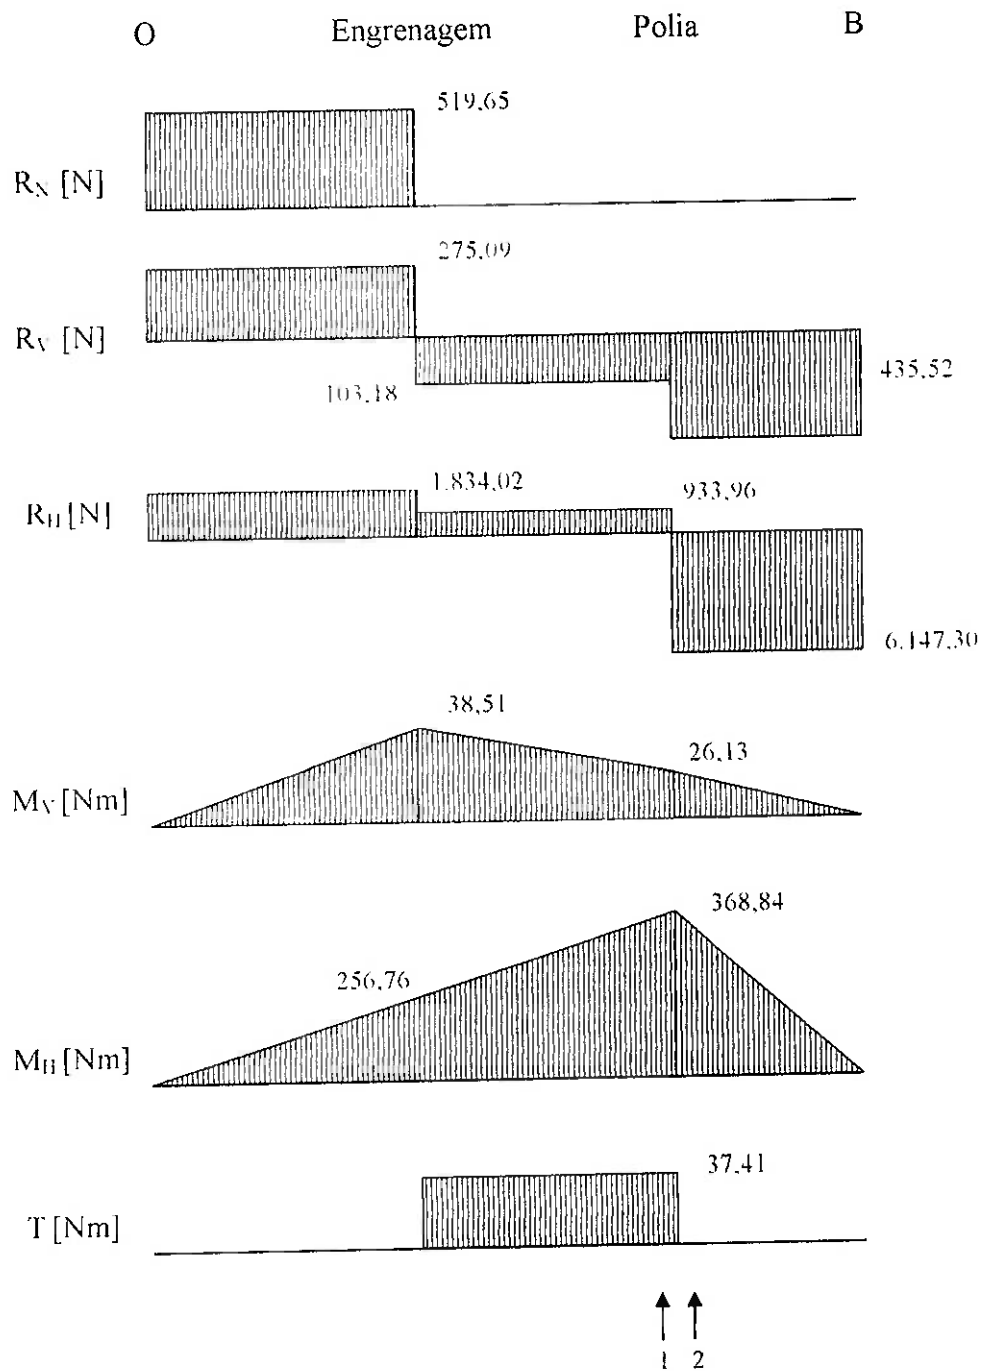 O Engrenagem Polia B
519,65
R_N [N]
275,09
R_V [N]
435,52
103,18
1.834,02 933,96
R_H [N]
6.147,30
38,51
26,13
M_V [Nm]
368,84
256,76
M_H [Nm]
37,41
T [Nm]
1 2